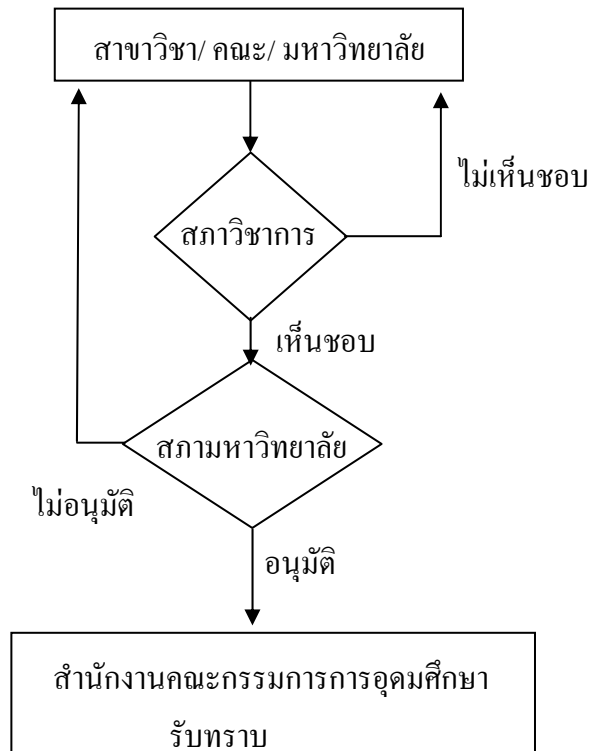 สาขาวิชา/ คณะ/ มหาวิทยาลัย
ไม่เห็นชอบ
สภาวิชาการ
เห็นชอบ
สภามหาวิทยาลัย
ไม่อนุมัติ
อนุมัติ
สำนักงานคณะกรรมการการอุดมศึกษา
รับทราบ